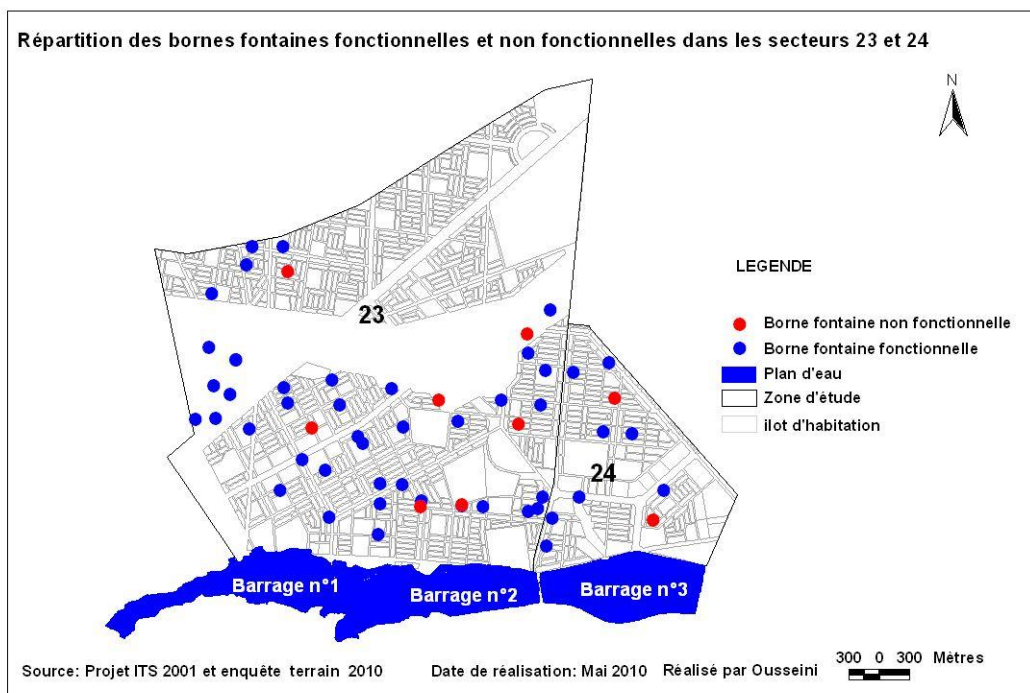 Répartition des bornes fontaines fonctionnelles et non fonctionnelles dans les secteurs 23 et 24
N
LEGENDE
23
Borne fontaine non fonctionnelle
Borne fontaine fonctionnelle
Plan d'eau
Zone d'étude
ilot d'habitation
24
Barrage n°1
Barrage n°2
Barrage n°3
Source: Projet ITS 2001 et enquête terrain 2010 Date de réalisation: Mai 2010 Réalisé par Ousseini 300 0 300 Mètres